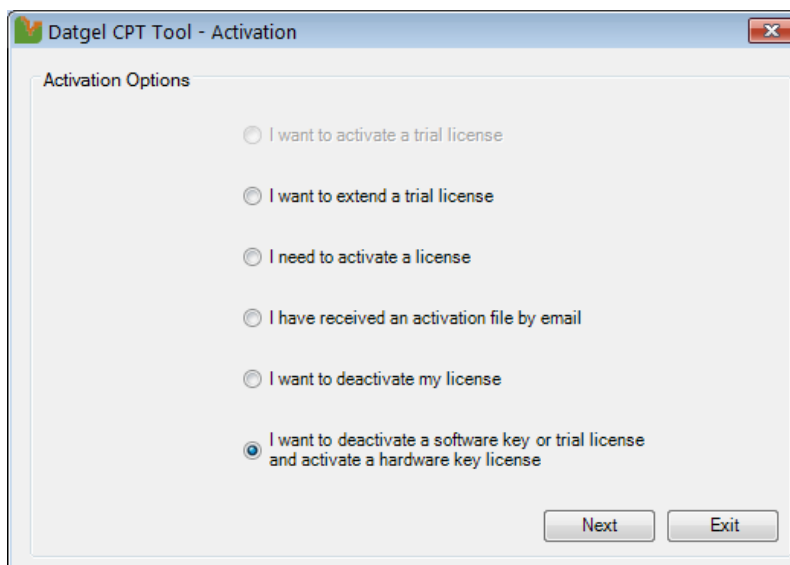 Datgel CPT Tool - Activation
Activation Options
I want to activate a trial license
I want to extend a trial license
I need to activate a license
I have received an activation file by email
I want to deactivate my license
I want to deactivate a software key or trial license
and activate a hardware key license
Next Exit